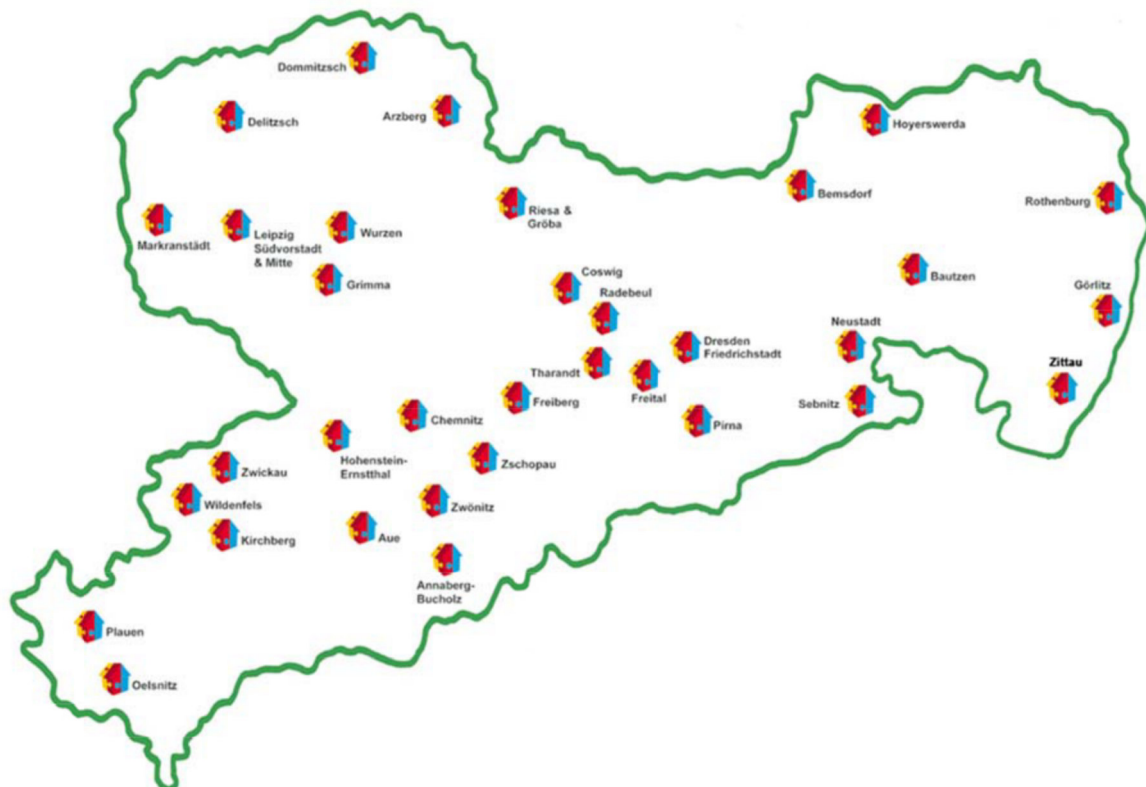 Dommitzsch
Delitzsch
Arzberg
Hoyerswerda
Bemsdorf
Rothenburg
Riesa &
Gröba
Markranstädt
Leipzig
Südvorstadt
& Mitte
Wurzen
Grimma
Coswig
Radebeul
Bautzen
Görlitz
Neustadt
Dresden
Friedrichstadt
Tharandt
Zittau
Freiberg
Freital
Sebnitz
Chemnitz
Pirna
Hohenstein-
Ernstthal
Zschopau
Zwickau
Wildenfels
Zwönitz
Kirchberg
Aue
Annaberg-
Bucholz
Plauen
Oelsnitz